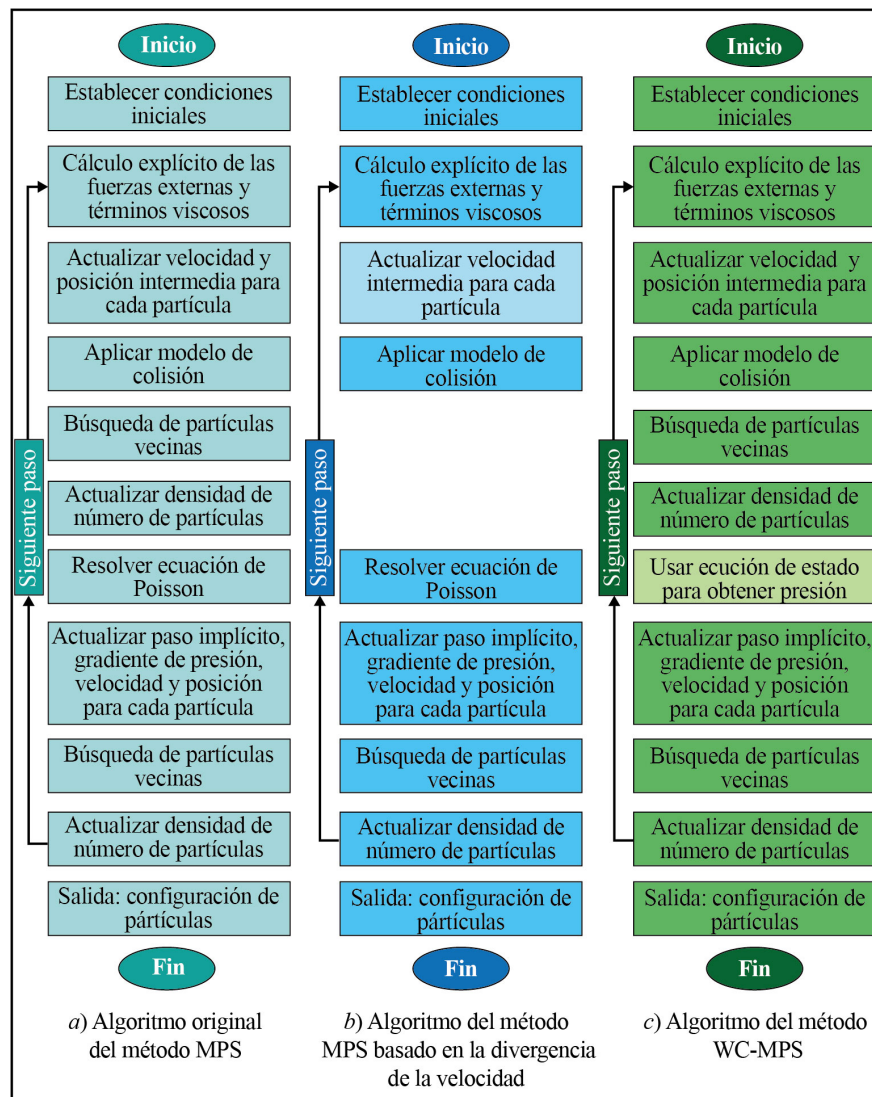 Inicio
Establecer condiciones
iniciales
Cálculo explícito de las
fuerzas externas y
términos viscosos
Actualizar velocidad y
posición intermedia para
cada partícula
Aplicar modelo de
colisión
Búsqueda de partículas
vecinas
Actualizar densidad de
número de partículas
Resolver ecuación de
Poisson
Actualizar paso implícito,
gradiente de presión,
velocidad y posición
para cada partícula
Búsqueda de partículas
vecinas
Actualizar densidad de
número de partículas
Salida: configuración de
pártículas
Fin
Siguiente paso
a) Algoritmo original
del método MPS
Inicio
Establecer condiciones
iniciales
Cálculo explícito de las
fuerzas externas y
términos viscosos
Actualizar velocidad
intermedia para cada
partícula
Aplicar modelo de
colisión
Resolver ecuación de
Poisson
Actualizar paso implícito,
gradiente de presión,
velocidad y posición
para cada partícula
Búsqueda de partículas
vecinas
Actualizar densidad de
número de partículas
Salida: configuración de
pártículas
Fin
Siguiente paso
b) Algoritmo del método
MPS basado en la divergencia
de la velocidad
Inicio
Establecer condiciones
iniciales
Cálculo explícito de las
fuerzas externas y
términos viscosos
Actualizar velocidad y
posición intermedia para
cada partícula
Aplicar modelo de
colisión
Búsqueda de partículas
vecinas
Actualizar densidad de
número de partículas
Usar ecución de estado
para obtener presión
Actualizar paso implícito,
gradiente de presión,
velocidad y posición
para cada partícula
Búsqueda de partículas
vecinas
Actualizar densidad de
número de partículas
Salida: configuración de
pártículas
Fin
Siguiente paso
c) Algoritmo del método
WC-MPS